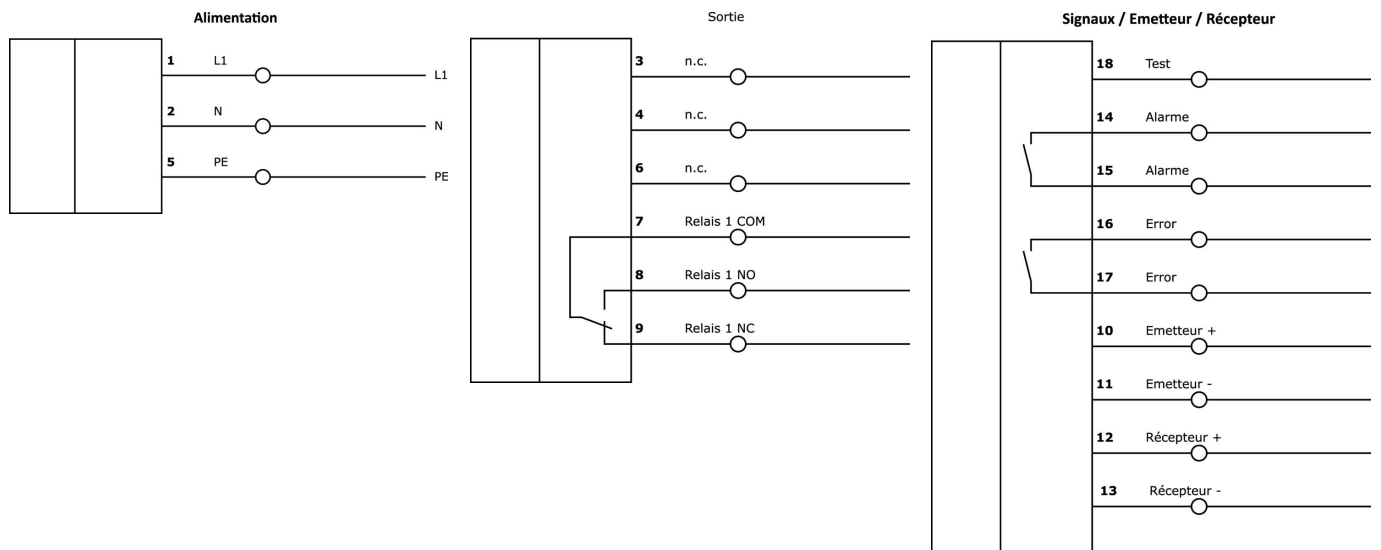 Alimentation
1 L1
L1
2 N
N
5 PE
PE
Sortie
3 n.c.
4 n.c.
6 n.c.
7 Relais 1 COM
8 Relais 1 NO
9 Relais 1 NC
Signaux / Emetteur / Récepteur
18 Test
14 Alarme
15 Alarme
16 Error
17 Error
10 Emetteur +
11 Emetteur -
12 Récepteur +
13 Récepteur -